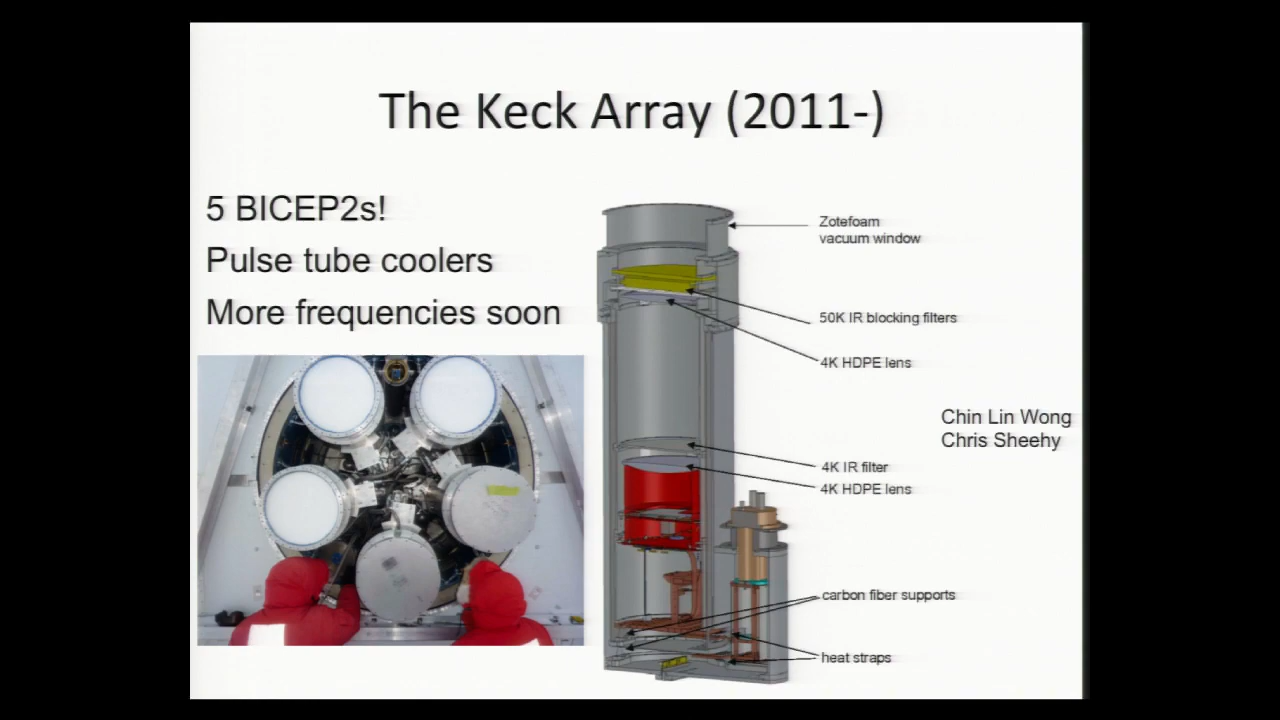 The Keck Array (2011-)
5 BICEP2s!
Pulse tube coolers
More frequencies soon
Zotefoam
vacuum window
50K IR blocking filters
4K HDPE lens
Chin Lin Wong
Chris Sheehy
4K IR filter
4K HDPE lens
carbon fiber supports
heat straps